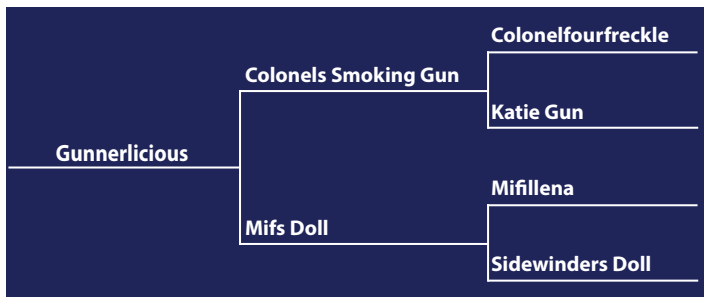 Colonelfourfreckle
Colonels Smoking Gun
Katie Gun
Gunnerlicious
Mifillena
Mifs Doll
Sidewinders Doll